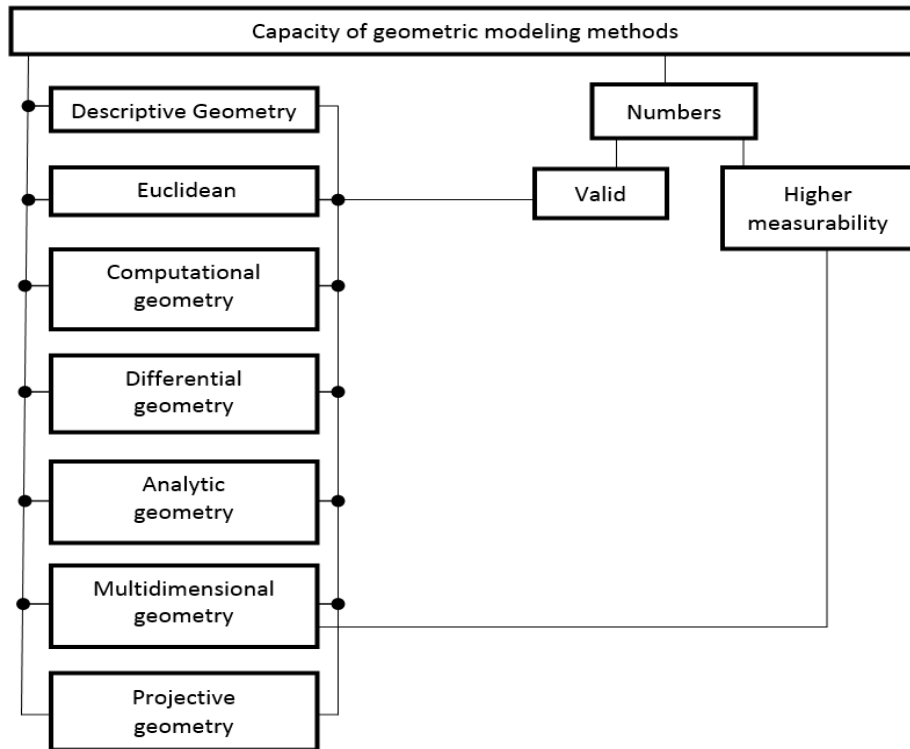 Capacity of geometric modeling methods
Descriptive Geometry
Numbers
Euclidean
Valid
Higher
measurability
Computational
geometry
Differential
geometry
Analytic
geometry
Multidimensional
geometry
Projective
geometry